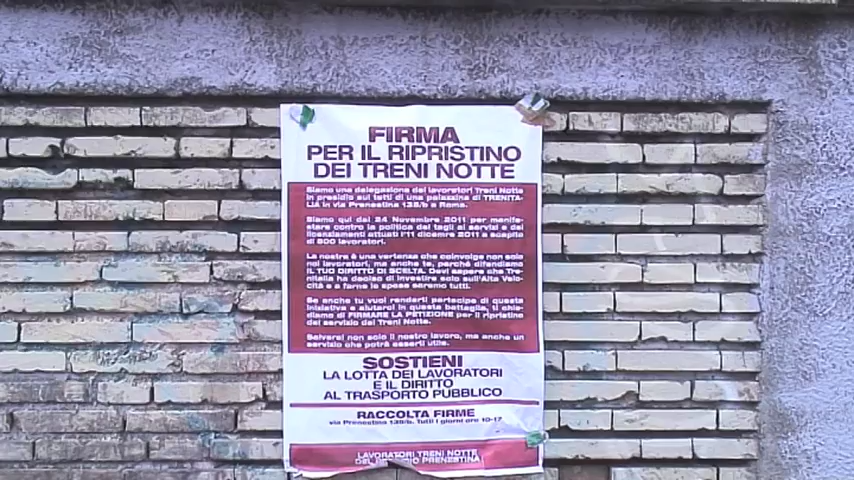 FIRMA
PER IL RIPRISTINO
DEI TRENI NOTTE
Siamo una delegazione dei lavoratori Treni Notte
in presidio sui tetti di una palazzina di TRENITA-
LIA in via Prenestina 135/b a Roma.
Siamo qui dal 24 Novembre 2011 per manife-
stare contro la politica dei tagli ai servizi e dei
licenziamenti attuati l'11 dicembre 2011 a scapito
di 800 lavoratori.
La nostra è una vertenza che coinvolge non solo
noi lavoratori, ma anche te, perché difendiamo
IL TUO DIRITTO DI SCELTA. Devi sapere che Tre-
nitalia ha deciso di investire solo sull'Alta Velo-
cità e a farne le spese saremo tutti.
Se anche tu vuoi renderti partecipe di questa
iniziativa e aiutarci in questa battaglia, ti chie-
diamo di FIRMARE LA PETIZIONE per il ripristino
del servizio dei Treni Notte.
Salverai non solo il nostro lavoro, ma anche un
servizio che potrà esserti utile.
SOSTIENI
LA LOTTA DEI LAVORATORI
E IL DIRITTO
AL TRASPORTO PUBBLICO
RACCOLTA FIRME
via Prenestina 135/b. Tutti i giorni ore 10-17
LAVORATORI TRENI NOTTE
DEL PRESIDIO PRENESTINA